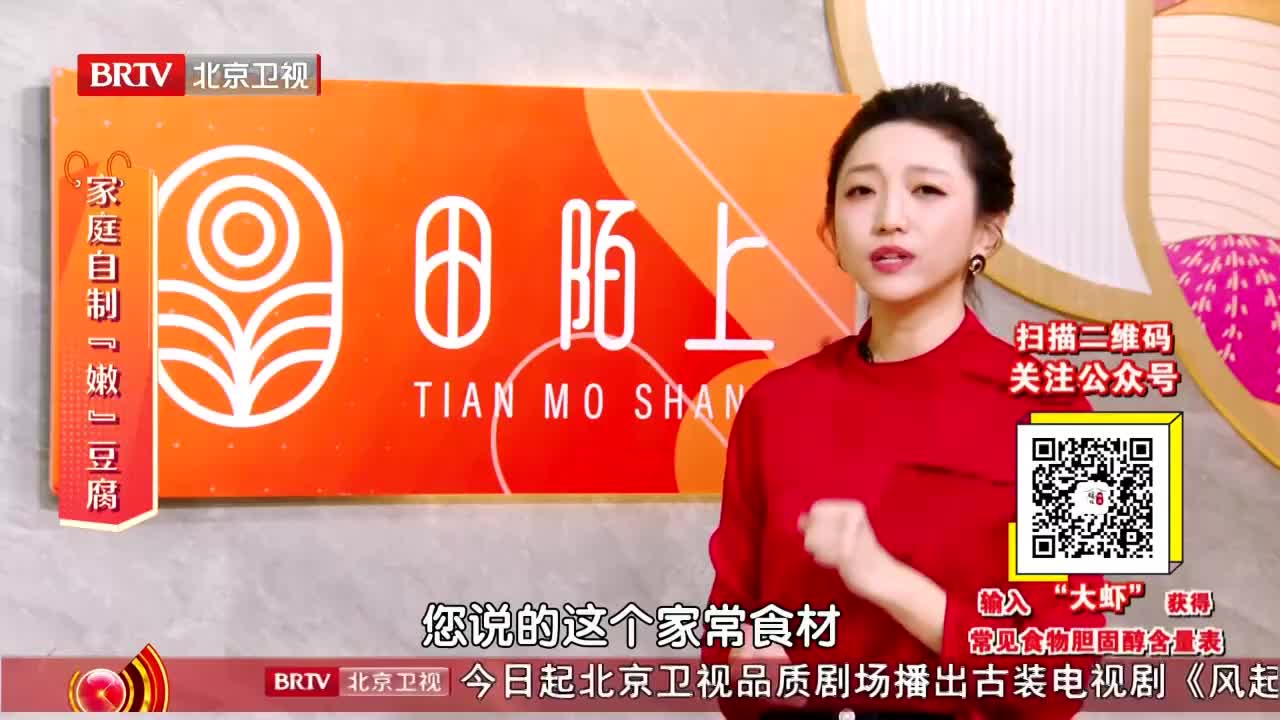 BRTV 北京卫视
家庭自制『嫩』豆腐
田陌上
TIAN MO SHAN
扫描二维码
关注公众号
输入 “大虾” 获得
常见食物胆固醇含量表
您说的这个家常食材
BRTV 北京卫视 今日起北京卫视品质剧场播出古装电视剧《风起